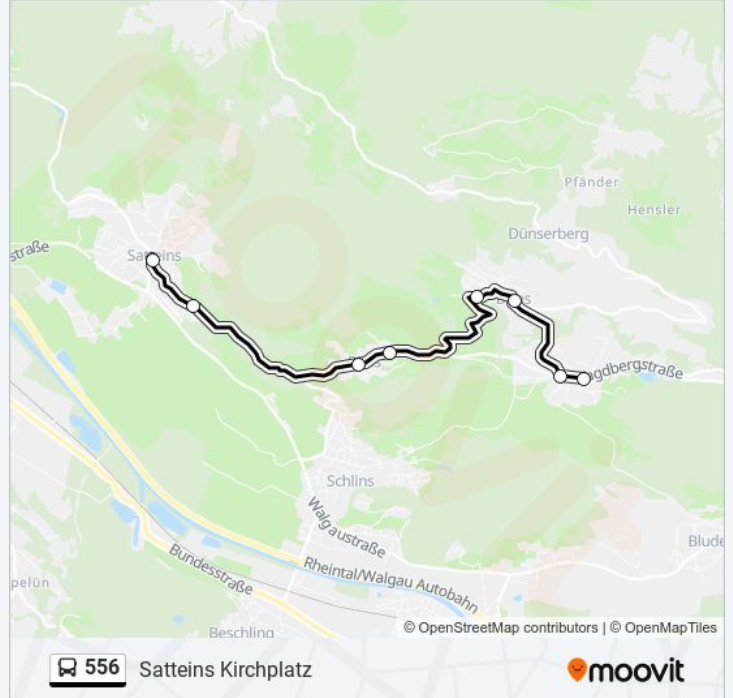 Pfänder
Hensler
Dünserberg
straße
Satteins
Jagdbergstraße
Schlins
Walgaustraße
Blude
Bundesstraße
Rheintal/Walgau Autobahn
pelün
Beschling
© OpenStreetMap contributors | © OpenMapTiles
556 Satteins Kirchplatz
moovit